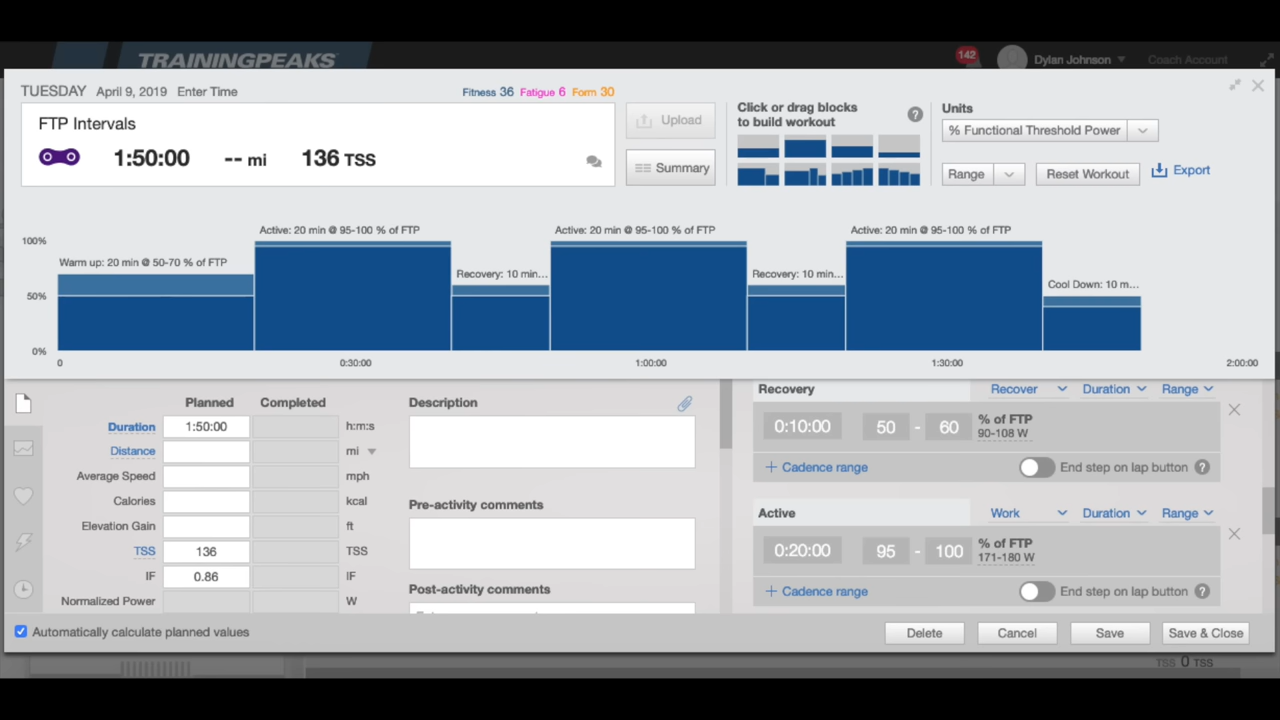 TRAININGPEAKS
142
Dylan Johnson
Coach Account
TUESDAY April 9, 2019 Enter Time
Fitness 36 Fatigue 6 Form 30
FTP Intervals
1:50:00 -- mi 136 TSS
Upload
Summary
Click or drag blocks
to build workout
?
Units
% Functional Threshold Power
Range
Reset Workout
Export
100%
50%
0%
Warm up: 20 min @ 50-70 % of FTP
Active: 20 min @ 95-100 % of FTP
Recovery: 10 min...
Active: 20 min @ 95-100 % of FTP
Recovery: 10 min...
Active: 20 min @ 95-100 % of FTP
Cool Down: 10 m...
0 0:30:00 1:00:00 1:30:00 2:00:00
Planned Completed
Duration 1:50:00 h:m:s
Distance mi
Average Speed mph
Calories kcal
Elevation Gain ft
TSS 136 TSS
IF 0.86 IF
Normalized Power W
Description
Pre-activity comments
Post-activity comments
Recovery Recover Duration Range
0:10:00 50 - 60 % of FTP
90-108 W
+ Cadence range End step on lap button ?
Active Work Duration Range
0:20:00 95 - 100 % of FTP
171-180 W
+ Cadence range End step on lap button ?
Automatically calculate planned values
Delete Cancel Save Save & Close
TSS 0 TSS